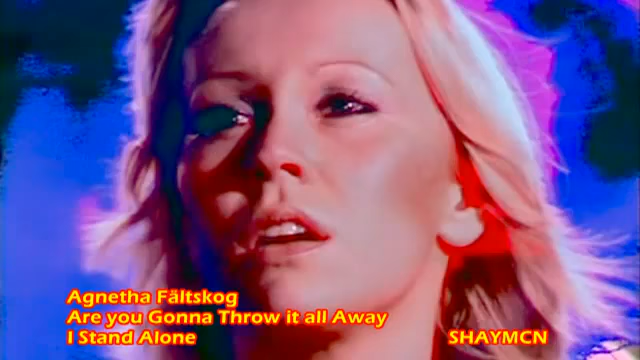 Agnetha Fältskog
Are you Gonna Throw it all Away
I Stand Alone
SHAYMCN